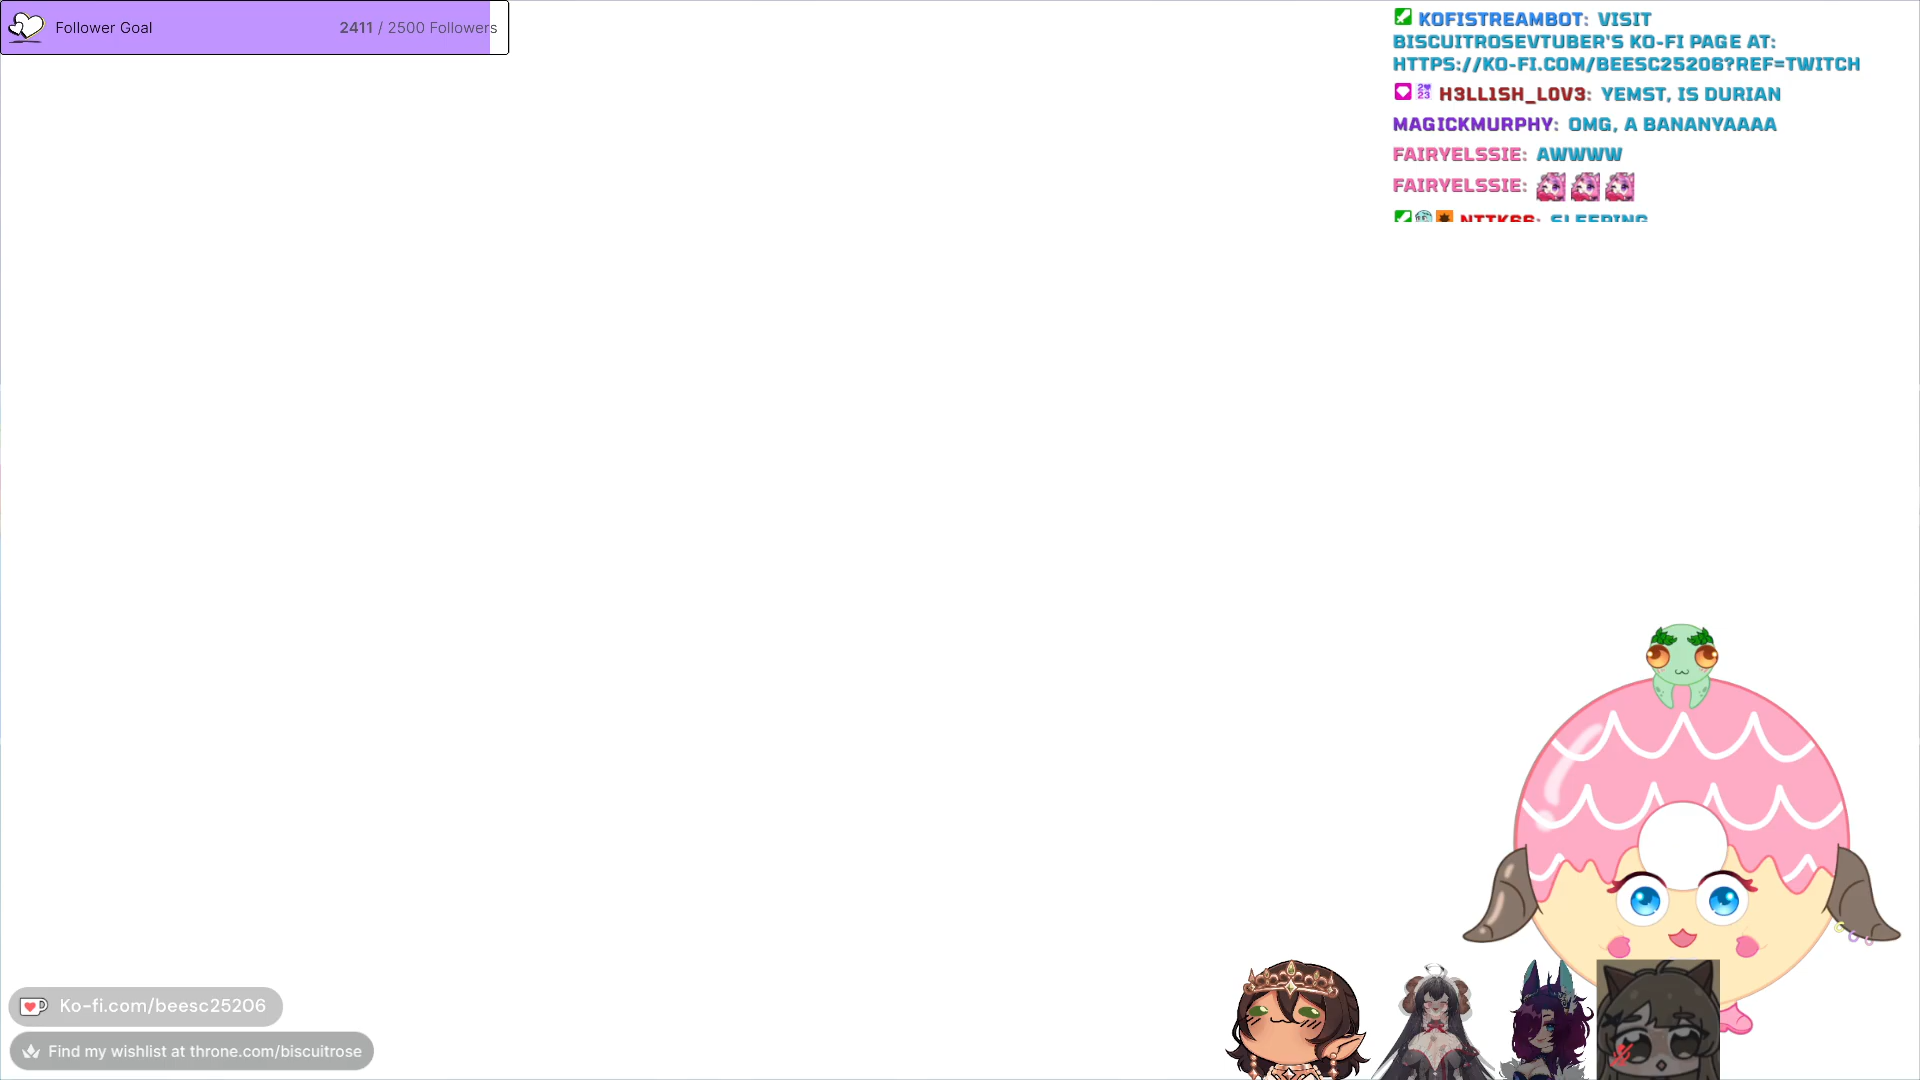 Follower Goal 2411 / 2500 Followers
KOFISTREAMBOT: VISIT
BISCUITROSEVTUBER'S KO-FI PAGE AT:
HTTPS://KO-FI.COM/BEESC25206?REF=TWITCH
H3LL1SH_L0V3: YEMST, IS DURIAN
MAGICKMURPHY: OMG, A BANANYAAAA
FAIRYELSSIE: AWWWW
FAIRYELSSIE:
SLEEPING
Ko-fi.com/beesc25206
Find my wishlist at throne.com/biscuitrose